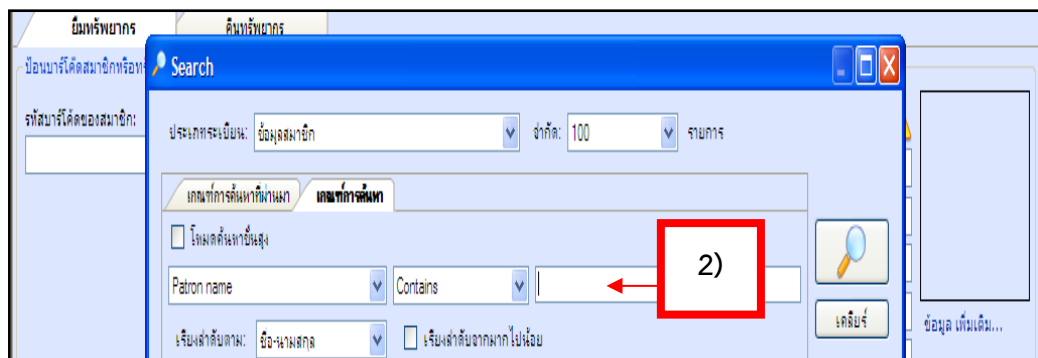 ยืมทรัพยากร คืนทรัพยากร
ป้อนบาร์โค้ดสมาชิกหรือทร
Search
รหัสบาร์โค้ดของสมาชิก:
ประเภทระเบียน: ข้อมูลสมาชิก จำกัด: 100 รายการ
เกณฑ์การค้นหาที่ผ่านมา เกณฑ์การค้นหา
โหมดค้นหาขั้นสูง
2)
Patron name Contains
เคลียร์
ข้อมูล เพิ่มเติม...
เรียงลำดับตาม: ชื่อ-นามสกุล เรียงลำดับจากมากไปน้อย